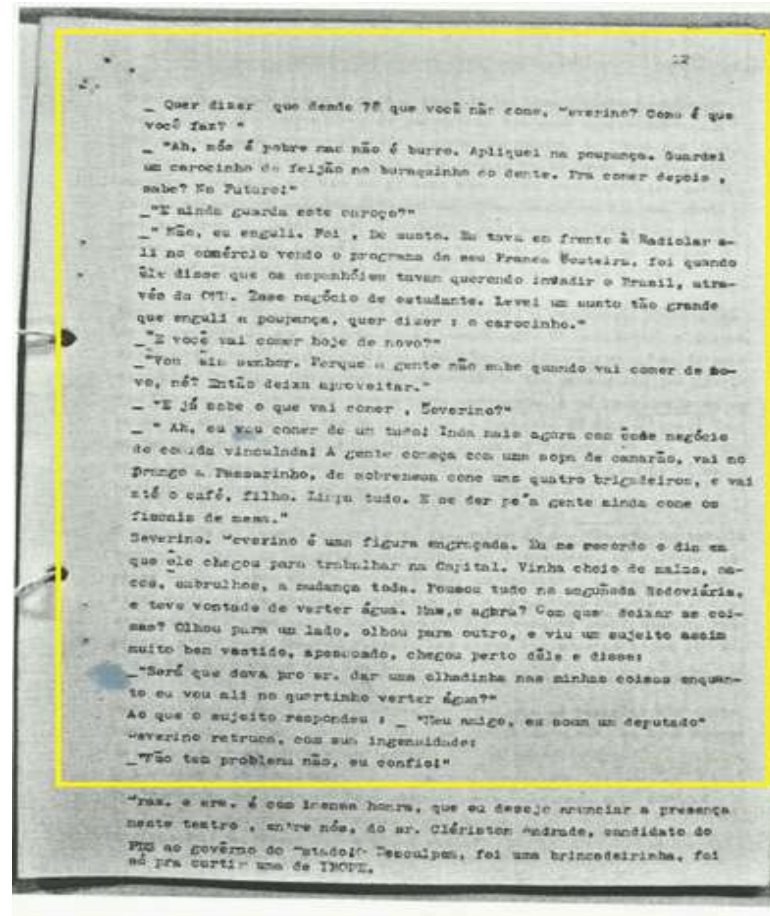 12
_ Quer dizer que desde 78 que você não come, Severino? Como é que
você faz? "
_ "Ah, nós é pobre mas não é burro. Apliquei na poupança. Guardei
um carocinho de feijão no buraquinho do dente. Prá comer depois ,
sabe? No Futuro!"
_"E ainda guarda este caroço?"
_" Não, eu enguli. Foi . De susto. Eu tava em frente à Radiolar a-
li no comércio vendo o programa do seu França Teixeira, foi quando
êle disse que os espanhóies tavam querendo invadir o Brasil, atra-
vés da Esse negócio de estudante. Levei um susto tão grande
que enguli a poupança, quer dizer : o carocinho."
_"E você vai comer hoje de novo?"
_"Vou sim senhor. Porque a gente não sabe quando vai comer de no-
vo, né? Então deixa aproveitar."
_ "E já sabe o que vai comer , Severino?"
_ " Ah, eu vou comer de um tudo! Inda mais agora com esse negócio
de comida vinculada! A gente começa com uma sopa de camarão, vai no
frango a Passarinho, de sobremesa come uns quatro brigadeiros, e vai
até o café, filho. Limpa tudo. E se der pe'a gente ainda come os
fiscais de mesa."
Severino. Severino é uma figura engraçada. Eu me recordo o dia em
que ele chegou para trabalhar na Capital. Vinha cheio de malas, sa-
cos, embrulhos, a mudança toda. Pousou tudo na Rodoviária,
e teve vontade de verter água. Mas,e agora? Com quem deixar as coi-
sas? Olhou para um lado, olhou para outro, e viu um sujeito assim
muito bem vestido, apessoado, chegou perto dêle e disse:
_"Será que dava pro sr. dar uma olhadinha nas minhas coisas enquan-
to eu vou ali no quartinho verter água?"
Ao que o sujeito respondeu : _ "Meu amigo, eu soum um deputado"
Severino retruca, com sua ingenuidade:
_"Não tem problema não, eu confio!"
"ras. e srs. é com imensa honra, que eu desejo anunciar a presença
neste teatro , entre nós, do sr. Clériston Andrade, candidato do
PDS ao govêrno do Estado! Desculpem, foi uma brincadeirinha, foi
só pra curtir uma de IBOPE.